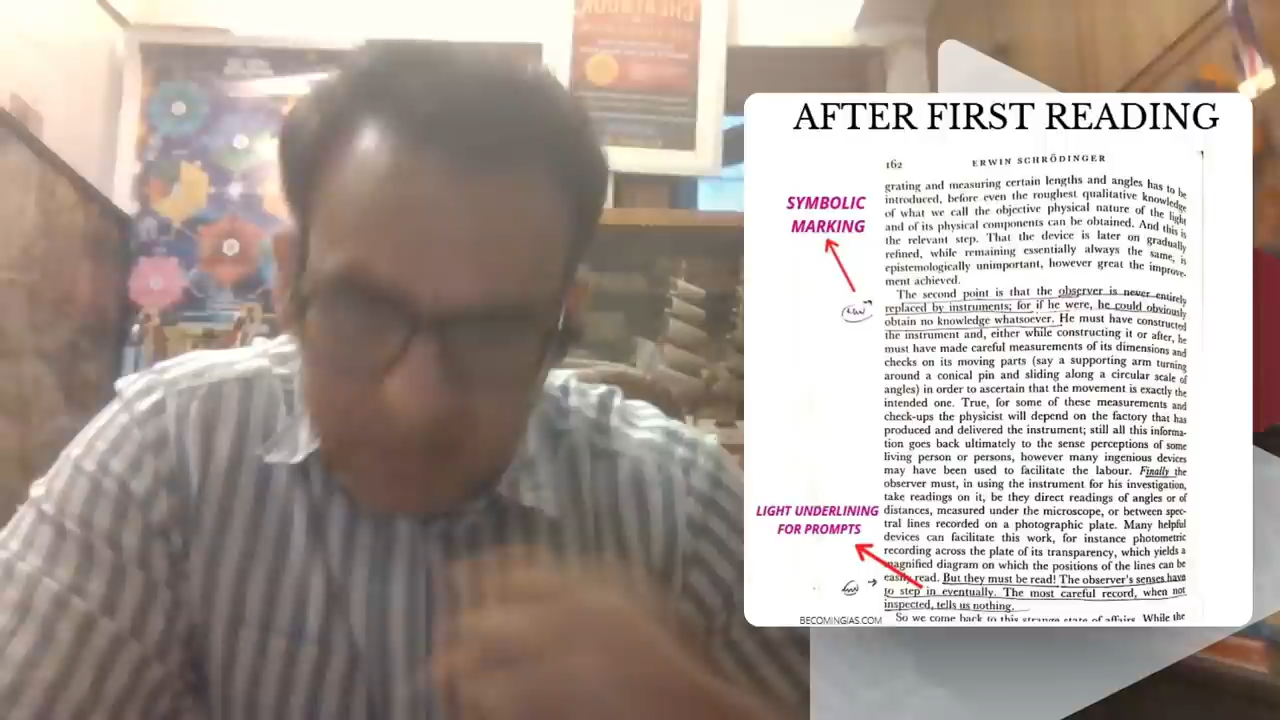 CHEATBOOK
AFTER FIRST READING
162 ERWIN SCHRÖDINGER
grating and measuring certain lengths and angles has to be
introduced, before even the roughest qualitative knowledge
of what we call the objective physical nature of the light
and of its physical components can be obtained. And this is
the relevant step. That the device is later on gradually
refined, while remaining essentially always the same, is
epistemologically unimportant, however great the improve-
ment achieved.
SYMBOLIC
MARKING
The second point is that the observer is never entirely
replaced by instruments; for if he were, he could obviously
obtain no knowledge whatsoever. He must have constructed
the instrument and, either while constructing it or after, he
must have made careful measurements of its dimensions and
checks on its moving parts (say a supporting arm turning
around a conical pin and sliding along a circular scale of
angles) in order to ascertain that the movement is exactly the
intended one. True, for some of these measurements and
check-ups the physicist will depend on the factory that has
produced and delivered the instrument; still all this informa-
tion goes back ultimately to the sense perceptions of some
living person or persons, however many ingenious devices
may have been used to facilitate the labour. Finally the
observer must, in using the instrument for his investigation,
take readings on it, be they direct readings of angles or of
distances, measured under the microscope, or between spec-
tral lines recorded on a photographic plate. Many helpful
devices can facilitate this work, for instance photometric
recording across the plate of its transparency, which yields a
magnified diagram on which the positions of the lines can be
easily read. But they must be read! The observer's senses have
to step in eventually. The most careful record, when not
inspected, tells us nothing.
So we come back to this strange state of affairs. While the
LIGHT UNDERLINING
FOR PROMPTS
BECOMINGIAS.COM